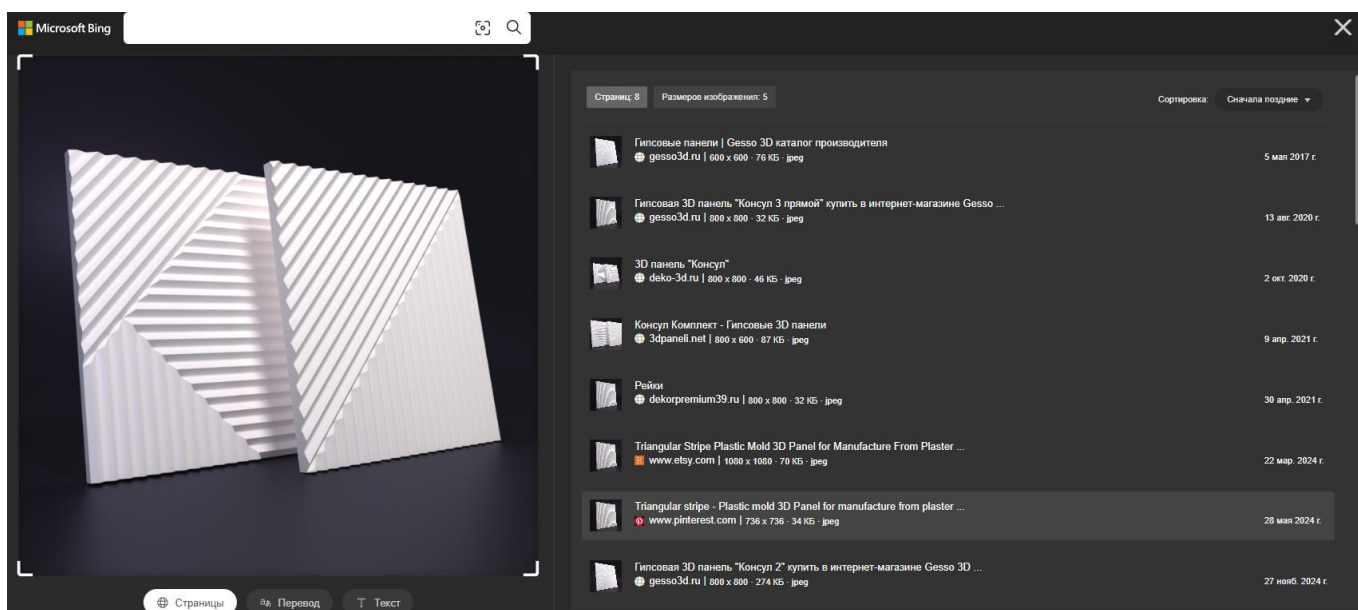 Microsoft Bing
Страниц: 8 Размеров изображения: 5
Сортировка: Сначала поздние
Гипсовые панели | Gesso 3D каталог производителя
gesso3d.ru | 600 x 600 · 76 КБ · jpeg
5 мая 2017 г.
Гипсовая 3D панель "Консул 3 прямой" купить в интернет-магазине Gesso ...
gesso3d.ru | 800 x 800 · 32 КБ · jpeg
13 авг. 2020 г.
3D панель "Консул"
deko-3d.ru | 800 x 800 · 46 КБ · jpeg
2 окт. 2020 г.
Консул Комплект - Гипсовые 3D панели
3dpaneli.net | 800 x 600 · 87 КБ · jpeg
9 апр. 2021 г.
Рейки
dekorpremium39.ru | 800 x 800 · 32 КБ · jpeg
30 апр. 2021 г.
Triangular Stripe Plastic Mold 3D Panel for Manufacture From Plaster ...
www.etsy.com | 1080 x 1080 · 70 КБ · jpeg
22 мар. 2024 г.
Triangular stripe - Plastic mold 3D Panel for manufacture from plaster ...
www.pinterest.com | 736 x 736 · 34 КБ · jpeg
28 мая 2024 г.
Гипсовая 3D панель "Консул 2" купить в интернет-магазине Gesso 3D ...
gesso3d.ru | 800 x 800 · 274 КБ · jpeg
27 нояб. 2024 г.
Страницы Перевод Текст